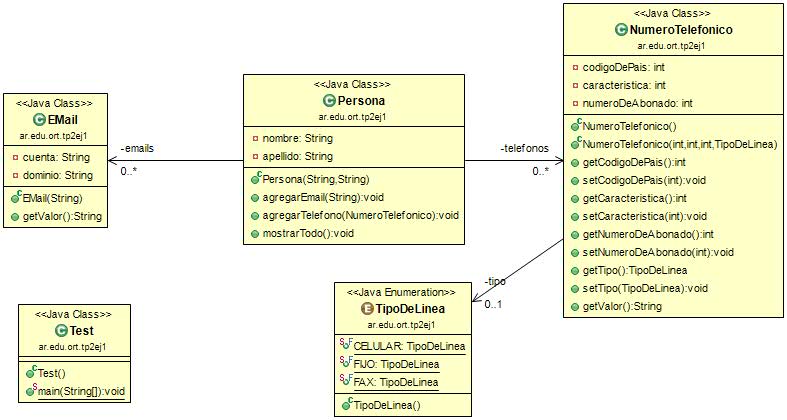 <<Java Class>>
EMail
ar.edu.ort.tp2ej1
cuenta: String
dominio: String
EMail(String)
getValor():String
-emails
0..*
<<Java Class>>
Persona
ar.edu.ort.tp2ej1
nombre: String
apellido: String
Persona(String,String)
agregarEmail(String):void
agregarTelefono(NumeroTelefonico):void
mostrarTodo():void
-telefonos
0..*
<<Java Class>>
NumeroTelefonico
ar.edu.ort.tp2ej1
codigoDePais: int
caracteristica: int
numeroDeAbonado: int
NumeroTelefonico()
NumeroTelefonico(int,int,int,TipoDeLinea)
getCodigoDePais():int
setCodigoDePais(int):void
getCaracteristica():int
setCaracteristica(int):void
getNumeroDeAbonado():int
setNumeroDeAbonado(int):void
getTipo():TipoDeLinea
setTipo(TipoDeLinea):void
getValor():String
-tipo
0..1
<<Java Enumeration>>
TipoDeLinea
ar.edu.ort.tp2ej1
CELULAR: TipoDeLinea
FIJO: TipoDeLinea
FAX: TipoDeLinea
TipoDeLinea()
<<Java Class>>
Test
ar.edu.ort.tp2ej1
Test()
main(String[]):void